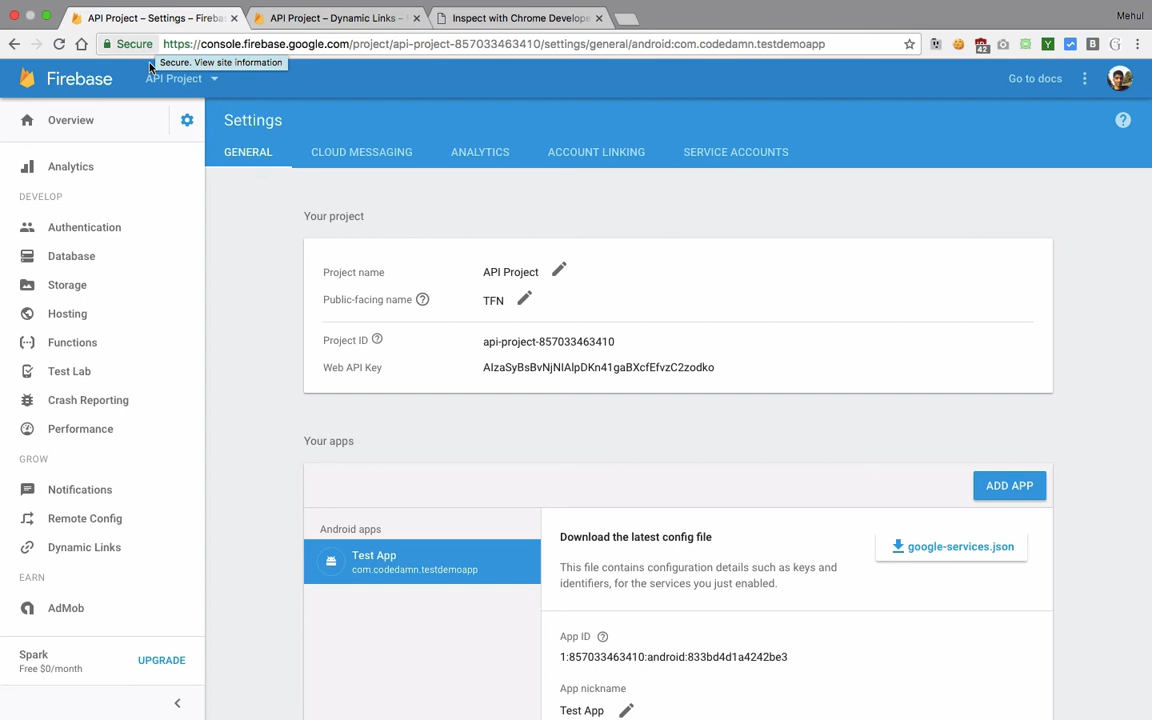 API Project – Settings – Fireba
API Project – Dynamic Links –
Inspect with Chrome Develope
Mehul
Secure
https://console.firebase.google.com/project/api-project-857033463410/settings/general/android:com.codedamn.testdemoapp
42
Secure. View site information
Firebase
API Project
Go to docs
Overview
Settings
GENERAL
CLOUD MESSAGING
ANALYTICS
ACCOUNT LINKING
SERVICE ACCOUNTS
Analytics
DEVELOP
Authentication
Database
Storage
Hosting
Functions
Test Lab
Crash Reporting
Performance
GROW
Notifications
Remote Config
Dynamic Links
EARN
AdMob
Spark
Free $0/month
UPGRADE
Your project
Project name
API Project
Public-facing name
TFN
Project ID
api-project-857033463410
Web API Key
AIzaSyBsBvNjNIAlpDKn41gaBXcfEfvzC2zodko
Your apps
ADD APP
Android apps
Test App
com.codedamn.testdemoapp
Download the latest config file
This file contains configuration details such as keys and
identifiers, for the services you just enabled.
google-services.json
App ID
1:857033463410:android:833bd4d1a4242be3
App nickname
Test App